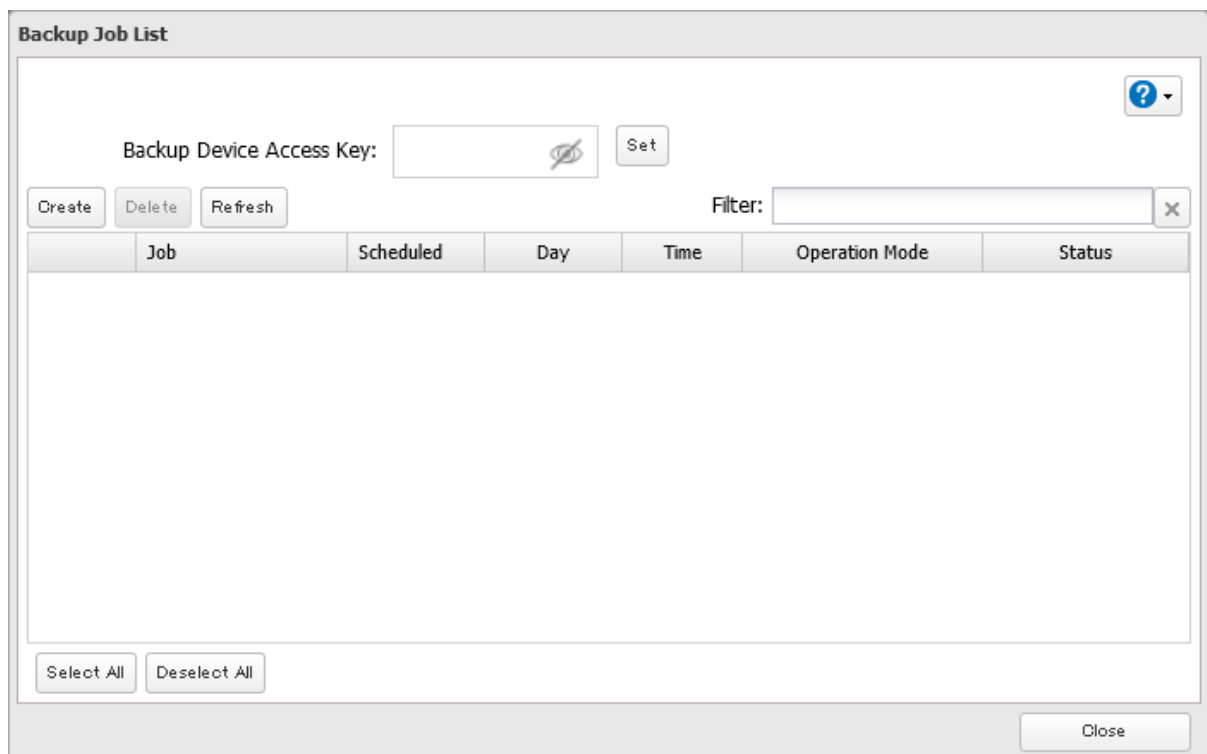 Backup Job List
?
Backup Device Access Key: Set
Create Delete Refresh Filter:
Job Scheduled Day Time Operation Mode Status
Select All Deselect All
Close